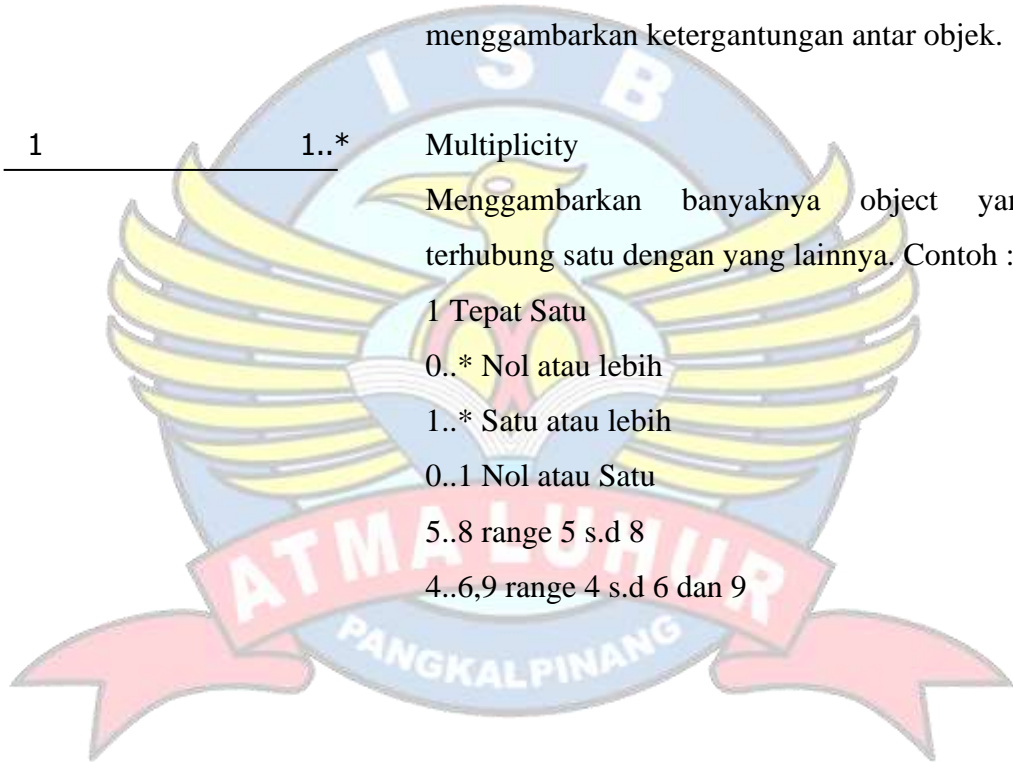 menggambarkan ketergantungan antar objek.
1 1..* Multiplicity
Menggambarkan banyaknya object
terhubung satu dengan yang lainnya. Contoh :
1 Tepat Satu
0..* Nol atau lebih
1..* Satu atau lebih
0..1 Nol atau Satu
5..8 range 5 s.d 8
4..6,9 range 4 s.d 6 dan 9
ISB
ATMA LUHUR
PANGKALPINANG